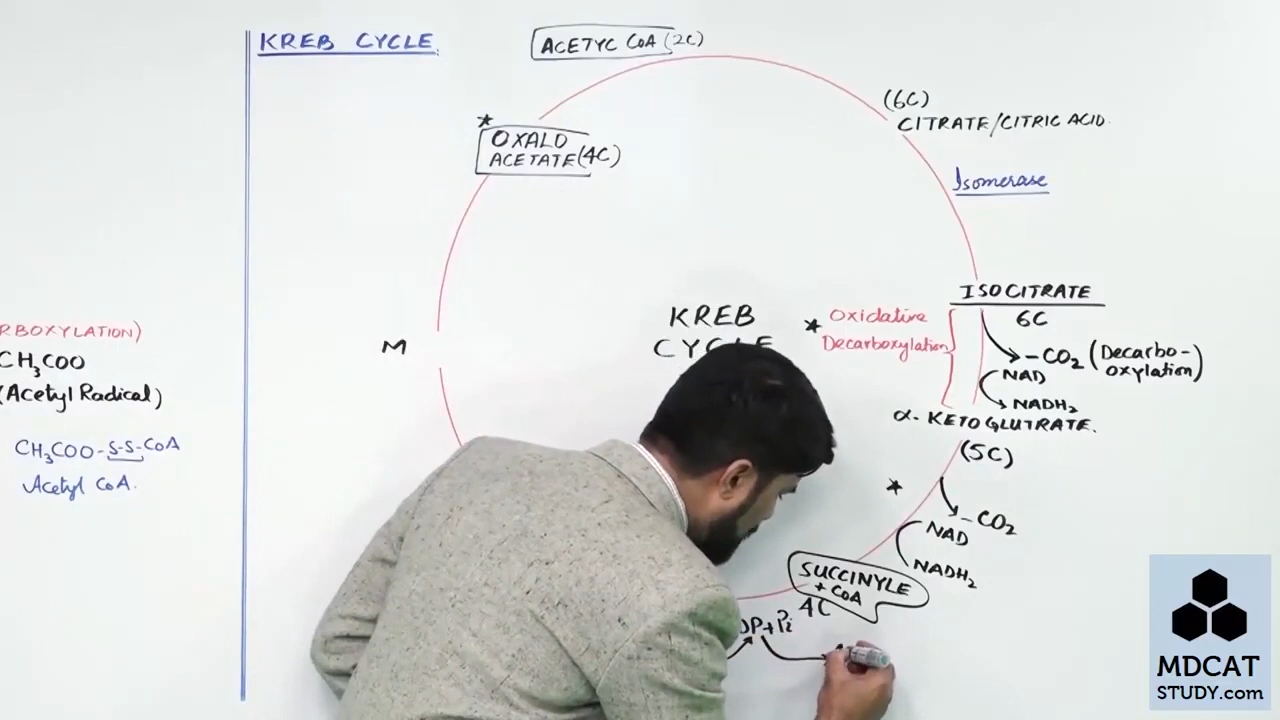 KREB CYCLE
ACETYC COA (2C)
OXALO
ACETATE (4C)
(6C)
CITRATE/CITRIC ACID
Isomerase
ISOCITRATE
6C
Oxidative
Decarboxylation
-CO2 (Decarbo-
oxylation)
NAD
NADH2
α-KETOGLUTRATE.
(5C)
-CO2
NAD
NADH2
SUCCINYLE
+ CoA
4C
P+Pi
KREB
M
CH3COO
(Acetyl Radical)
CH3COO-S-S-CoA
Acetyl CoA.
RBOXYLATION)
MDCAT
STUDY.com